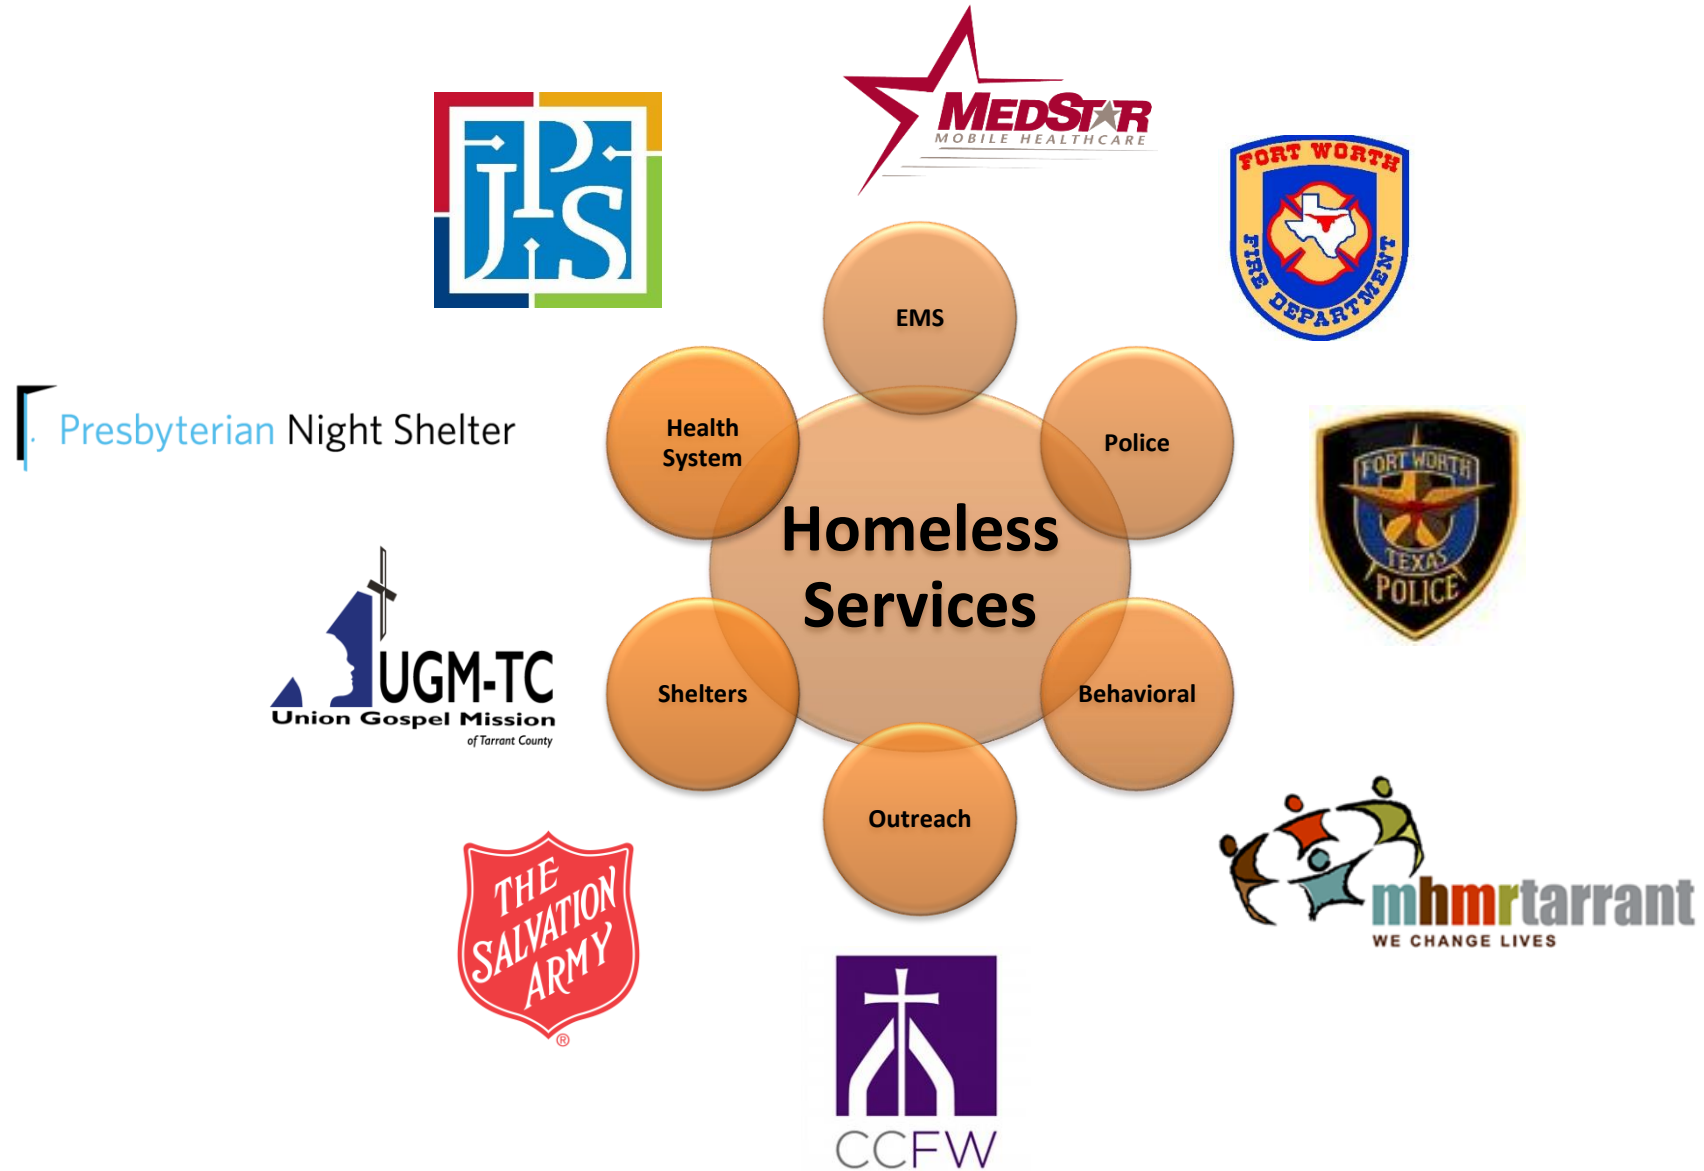 MEDSTAR
MOBILE HEALTHCARE
JPS
FORT WORTH
FIRE DEPARTMENT
EMS
Health
System
Police
Presbyterian Night Shelter
FORT WORTH
TEXAS
POLICE
Homeless
Services
UGM-TC
Union Gospel Mission
of Tarrant County
Shelters
Behavioral
Outreach
THE
SALVATION
ARMY
®
mhmrtarrant
WE CHANGE LIVES
CCFW